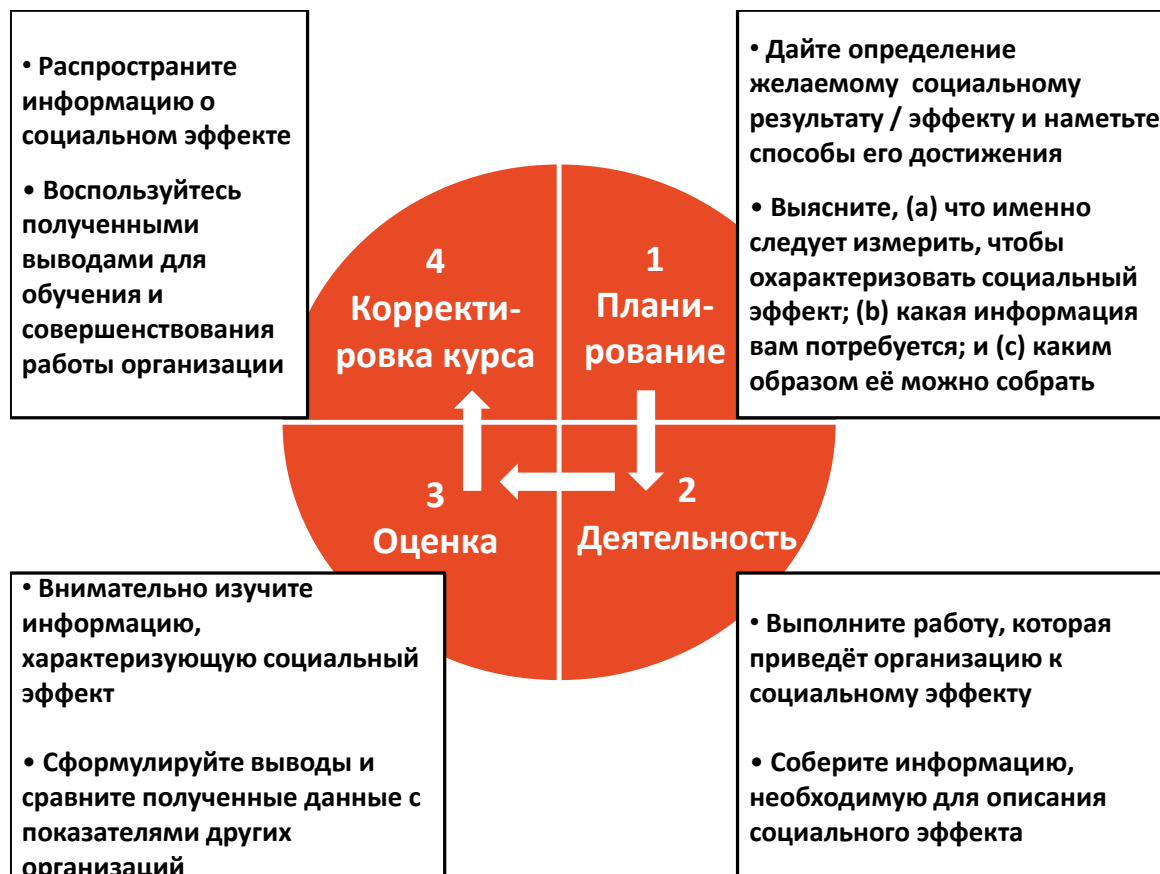 • Распространите
информацию о
социальном эффекте
• Воспользуйтесь
полученными
выводами для
обучения и
совершенствования
работы организации
• Дайте определение
желаемому социальному
результату / эффекту и наметьте
способы его достижения
• Выясните, (a) что именно
следует измерить, чтобы
охарактеризовать социальный
эффект; (b) какая информация
вам потребуется; и (c) каким
образом её можно собрать
4
Корректи-
ровка курса
1
Плани-
рование
3
Оценка
2
Деятельность
• Внимательно изучите
информацию,
характеризующую социальный
эффект
• Сформулируйте выводы и
сравните полученные данные с
показателями других
организаций
• Выполните работу, которая
приведёт организацию к
социальному эффекту
• Соберите информацию,
необходимую для описания
социального эффекта